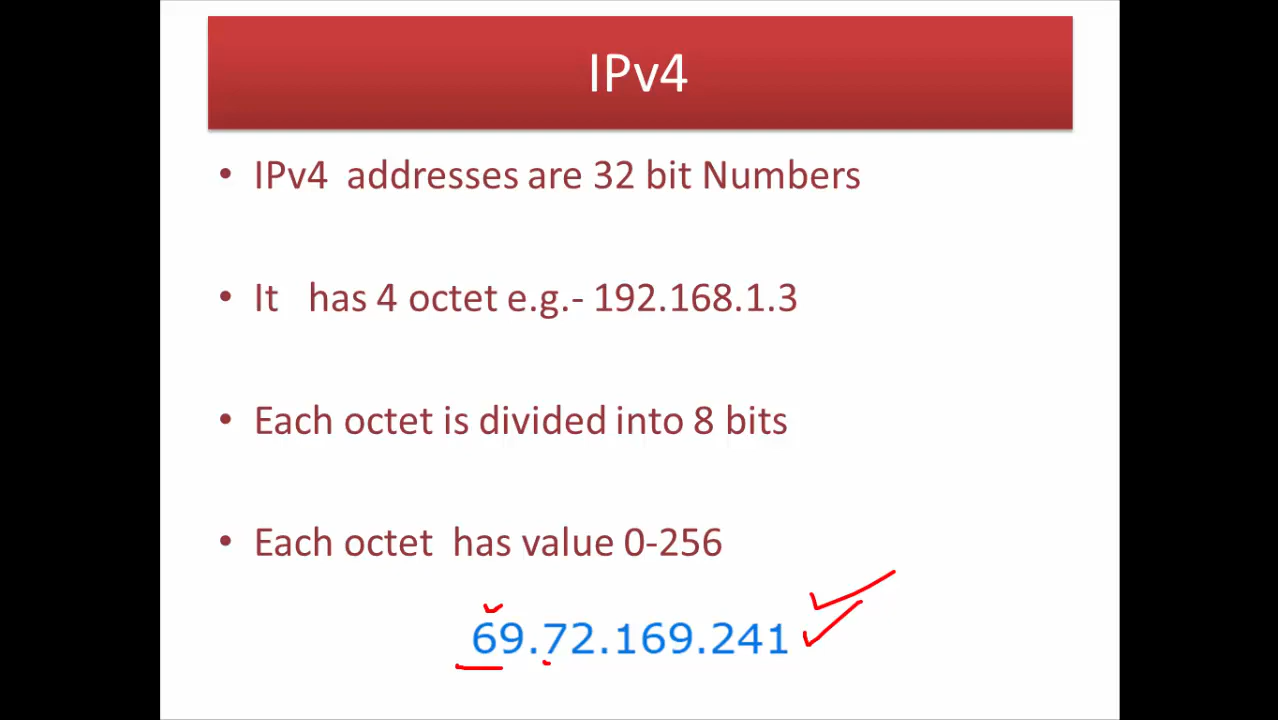 IPv4
• IPv4 addresses are 32 bit Numbers
• It has 4 octet e.g.- 192.168.1.3
• Each octet is divided into 8 bits
• Each octet has value 0-256
69.72.169.241